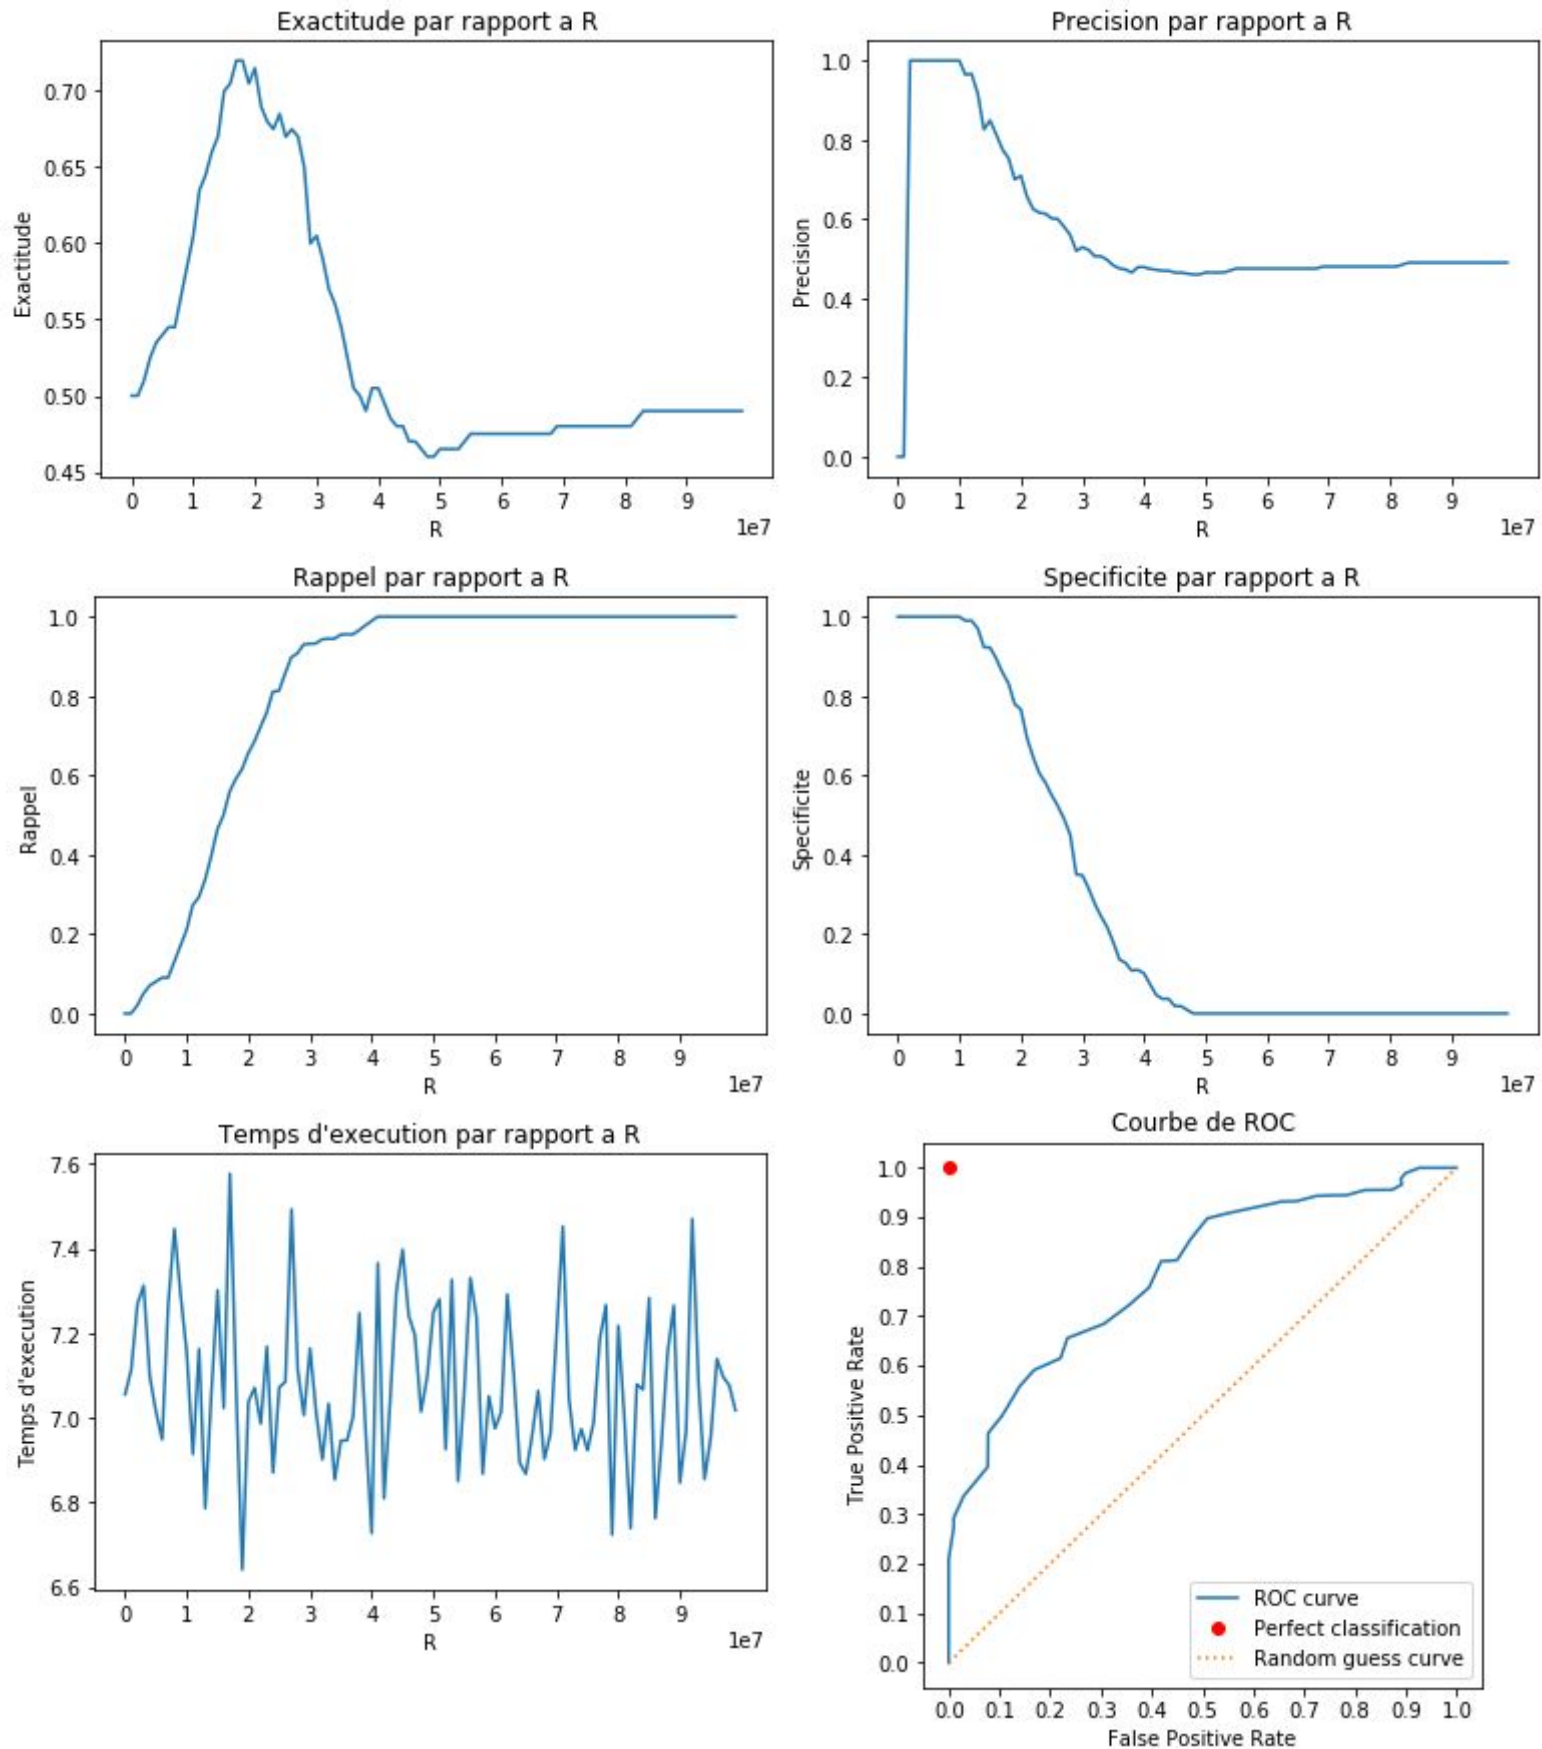 Exactitude par rapport a R
0.70
0.65
0.60
0.55
0.50
0.45
Exactitude
0 1 2 3 4 5 6 7 8 9
R
1e7
Precision par rapport a R
1.0
0.8
0.6
0.4
0.2
0.0
Precision
0 1 2 3 4 5 6 7 8 9
R
1e7
Rappel par rapport a R
1.0
0.8
0.6
0.4
0.2
0.0
Rappel
0 1 2 3 4 5 6 7 8 9
R
1e7
Specificite par rapport a R
1.0
0.8
0.6
0.4
0.2
0.0
Specificite
0 1 2 3 4 5 6 7 8 9
R
1e7
Temps d'execution par rapport a R
7.6
7.4
7.2
7.0
6.8
6.6
Temps d'execution
0 1 2 3 4 5 6 7 8 9
R
1e7
Courbe de ROC
1.0
0.9
0.8
0.7
0.6
0.5
0.4
0.3
0.2
0.1
0.0
True Positive Rate
ROC curve
Perfect classification
Random guess curve
0.0 0.1 0.2 0.3 0.4 0.5 0.6 0.7 0.8 0.9 1.0
False Positive Rate